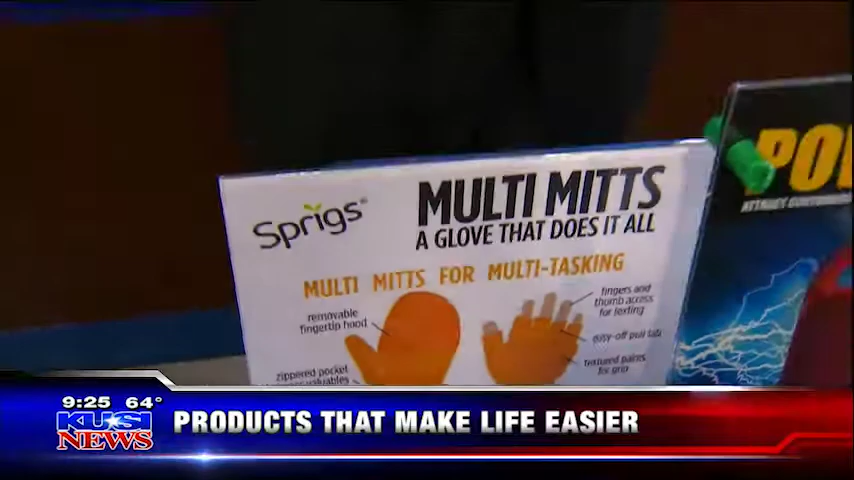 Sprigs®
MULTI MITTS
A GLOVE THAT DOES IT ALL
MULTI MITTS FOR MULTI-TASKING
removable
fingertip hood
fingers and
thumb access
for texting
easy-off pull tab
textured palms
for grip
zippered pocket
valuables
9:25 64°
KUSI
NEWS
PRODUCTS THAT MAKE LIFE EASIER